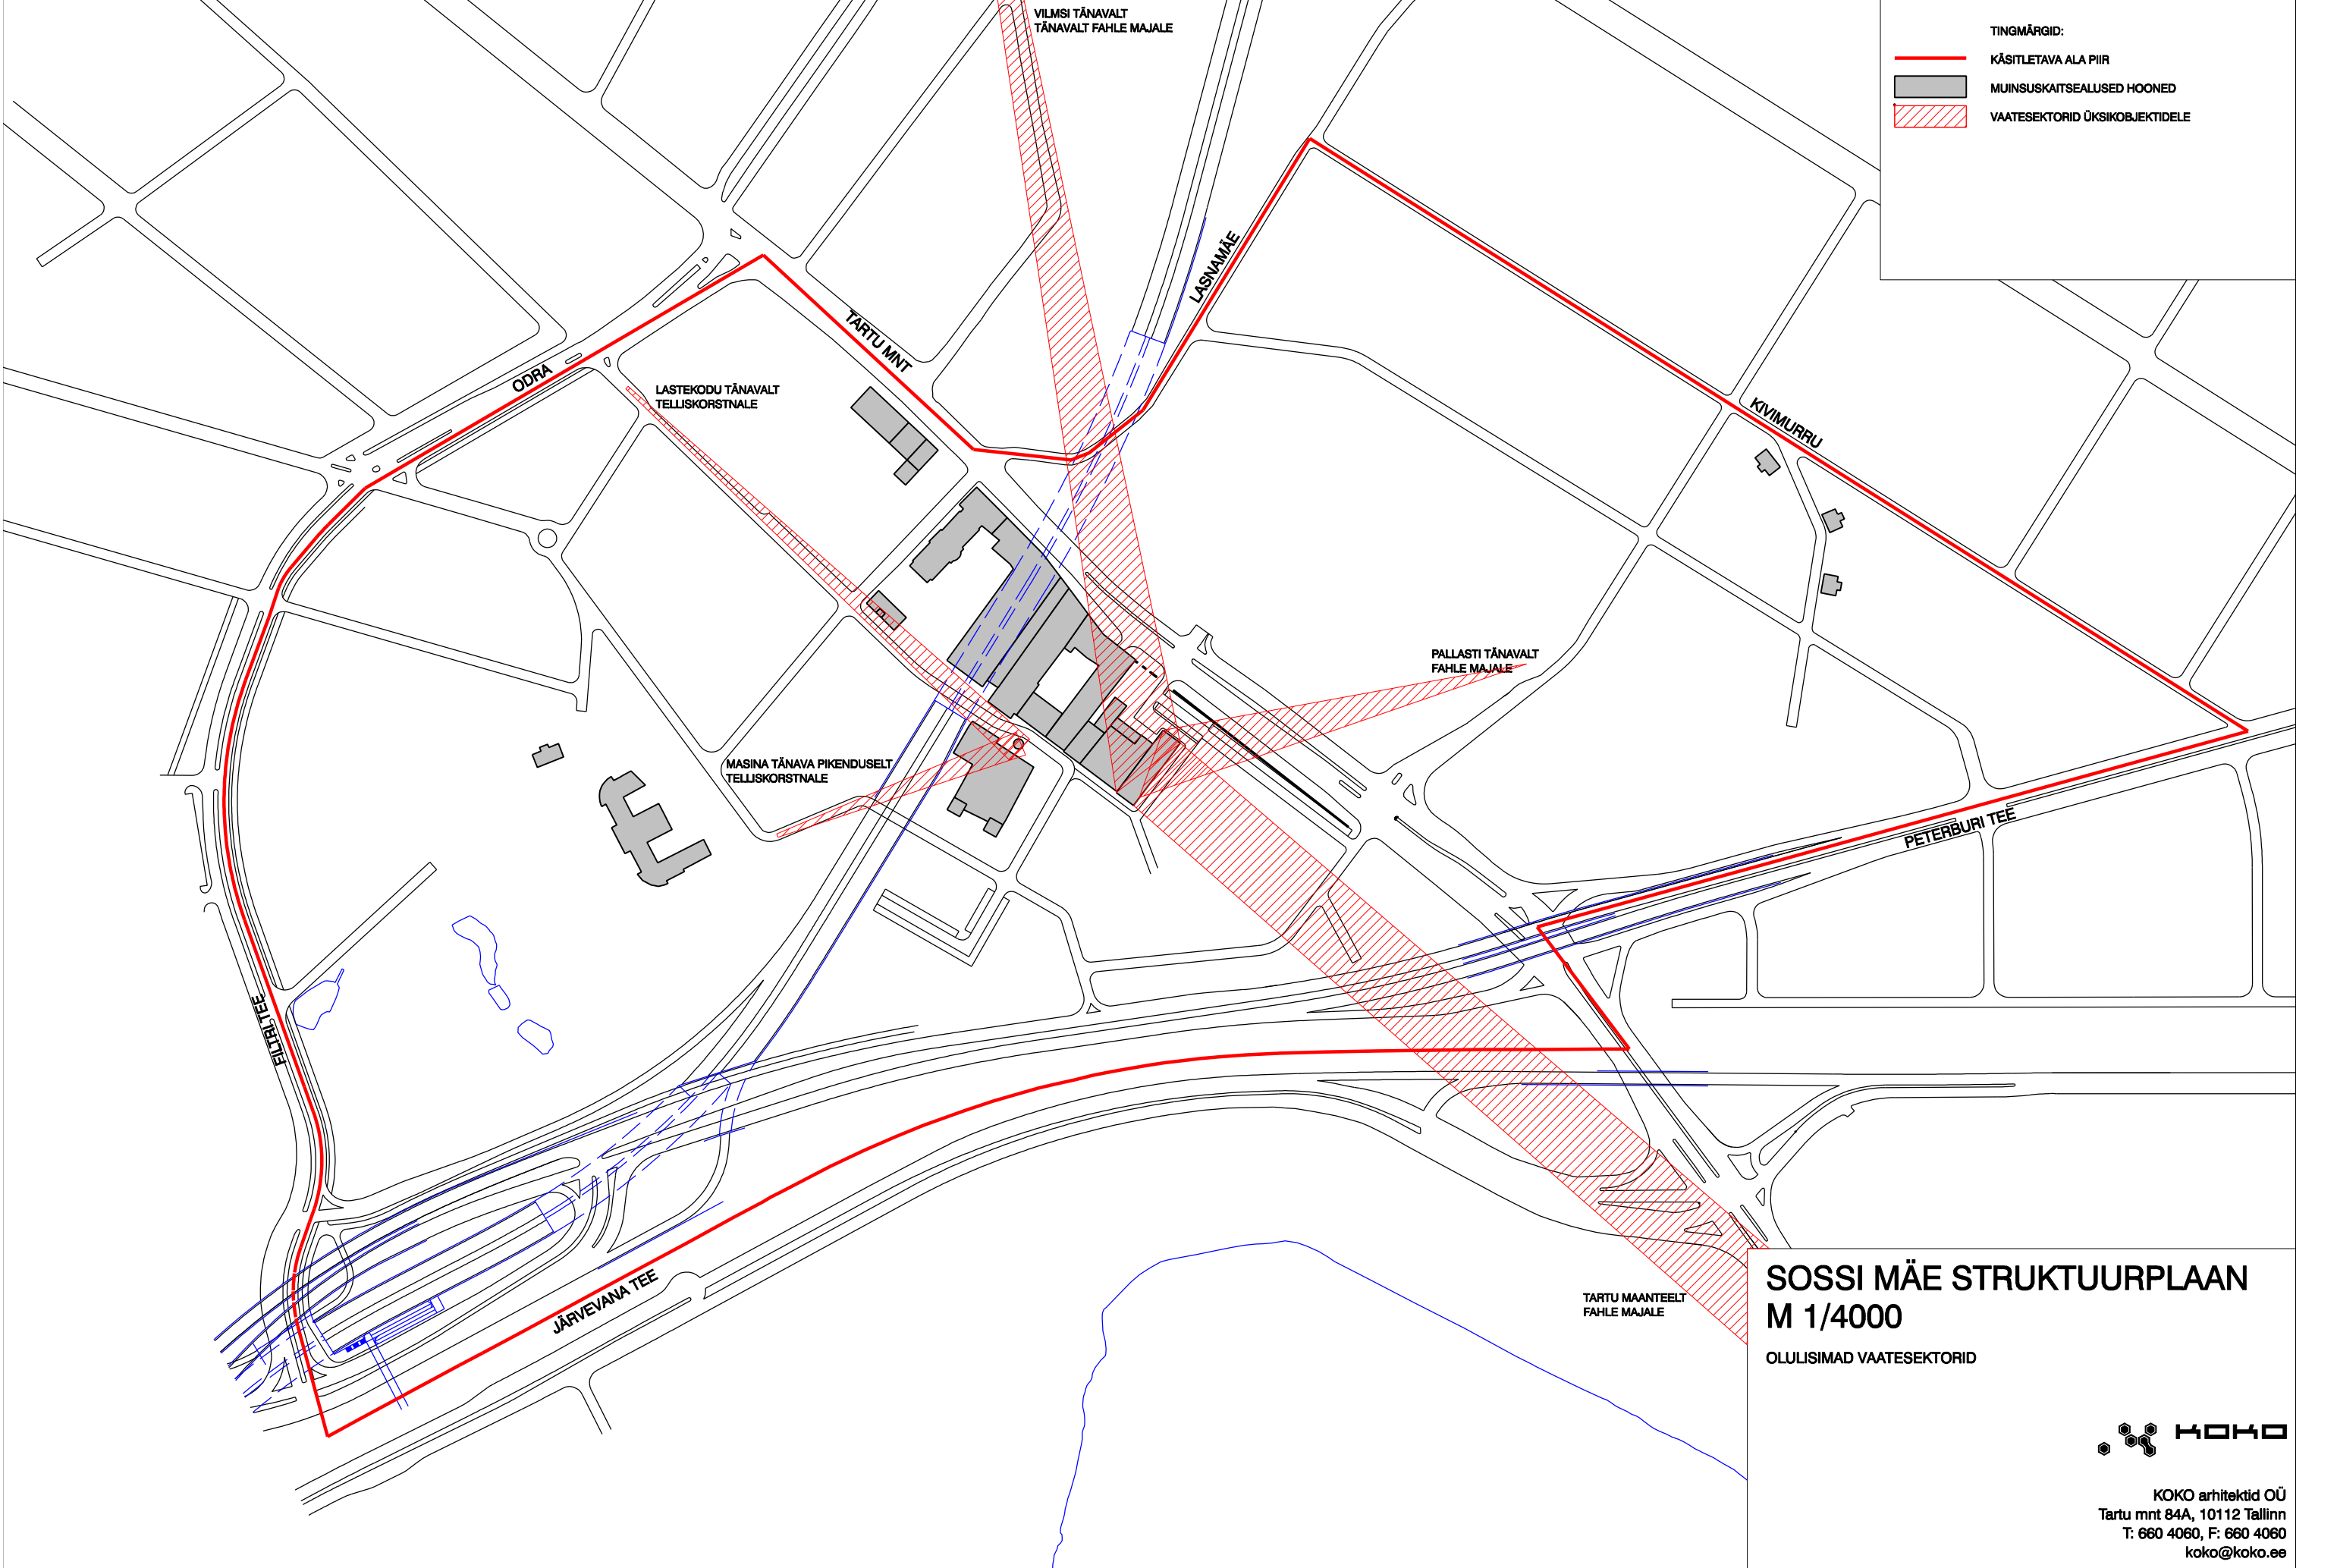 VILMSI TÄNAVALT
TÄNAVALT FAHLE MAJALE
TINGMÄRGID:
KÄSITLETAVA ALA PIIR
MUINSUSKAITSEALUSED HOONED
VAATESEKTORID ÜKSIKOBJEKTIDELE
LASNAMÄE
TARTU MNT
ODRA
LASTEKODU TÄNAVALT
TELLISKORSTNALE
KIVIMURRU
PALLASTI TÄNAVALT
FAHLE MAJALE
MASINA TÄNAVA PIKENDUSELT
TELLISKORSTNALE
PETERBURI TEE
FILTRI TEE
JÄRVEVANA TEE
TARTU MAANTEELT
FAHLE MAJALE
SOSSI MÄE STRUKTUURPLAAN
M 1/4000
OLULISIMAD VAATESEKTORID
KOKO
KOKO arhitektid OÜ
Tartu mnt 84A, 10112 Tallinn
T: 660 4060, F: 660 4060
koko@koko.ee